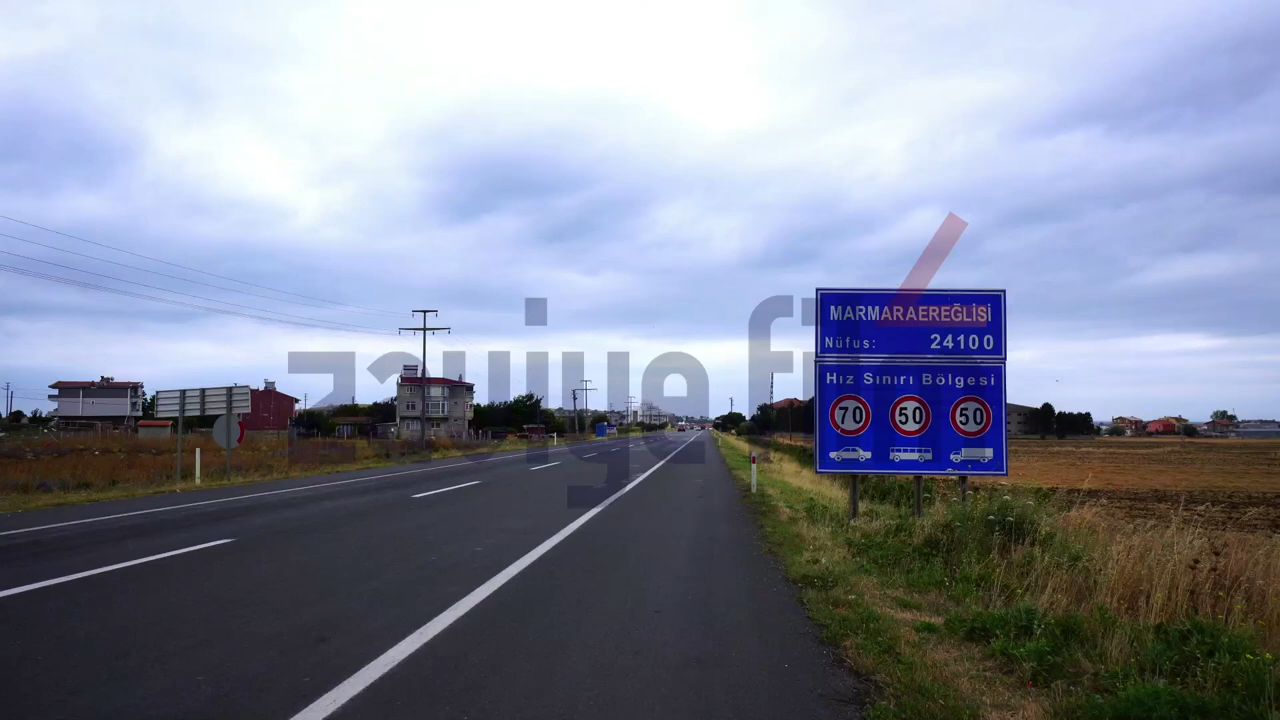 MARMARAEREĞLİSİ
Nüfus: 24100
Hız Sınırı Bölgesi
70 50 50